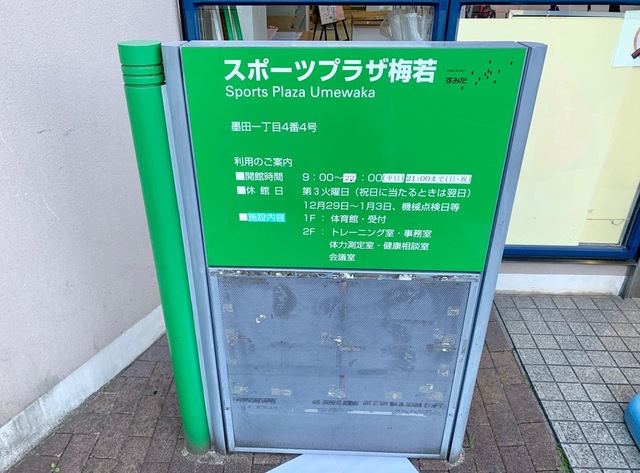 スポーツプラザ梅若
Sports Plaza Umewaka
すみだ
墨田一丁目4番4号
利用のご案内
■開館時間 9：00～22：00(平日) 21:00まで(日・祝)
■休館日 第3火曜日（祝日に当たるときは翌日）
12月29日～1月3日、機械点検日等
■施設内容 1F：体育館・受付
2F：トレーニング室・事務室
体力測定室・健康相談室
会議室